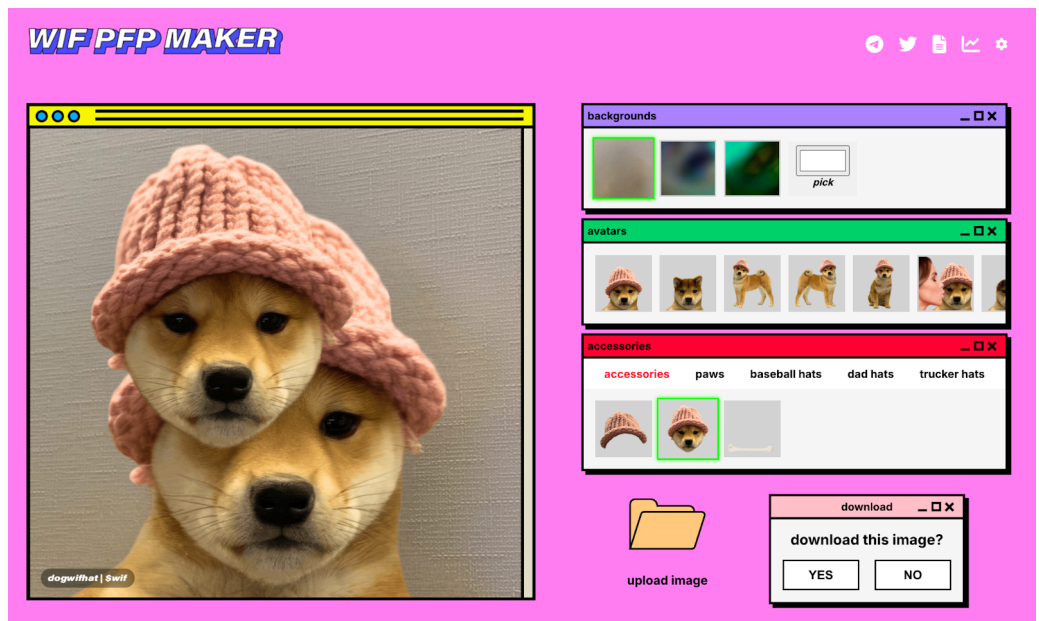 WIF PFP MAKER
backgrounds
pick
avatars
accessories
accessories paws baseball hats dad hats trucker hats
dogwifhat | $wif
upload image
download
download this image?
YES NO